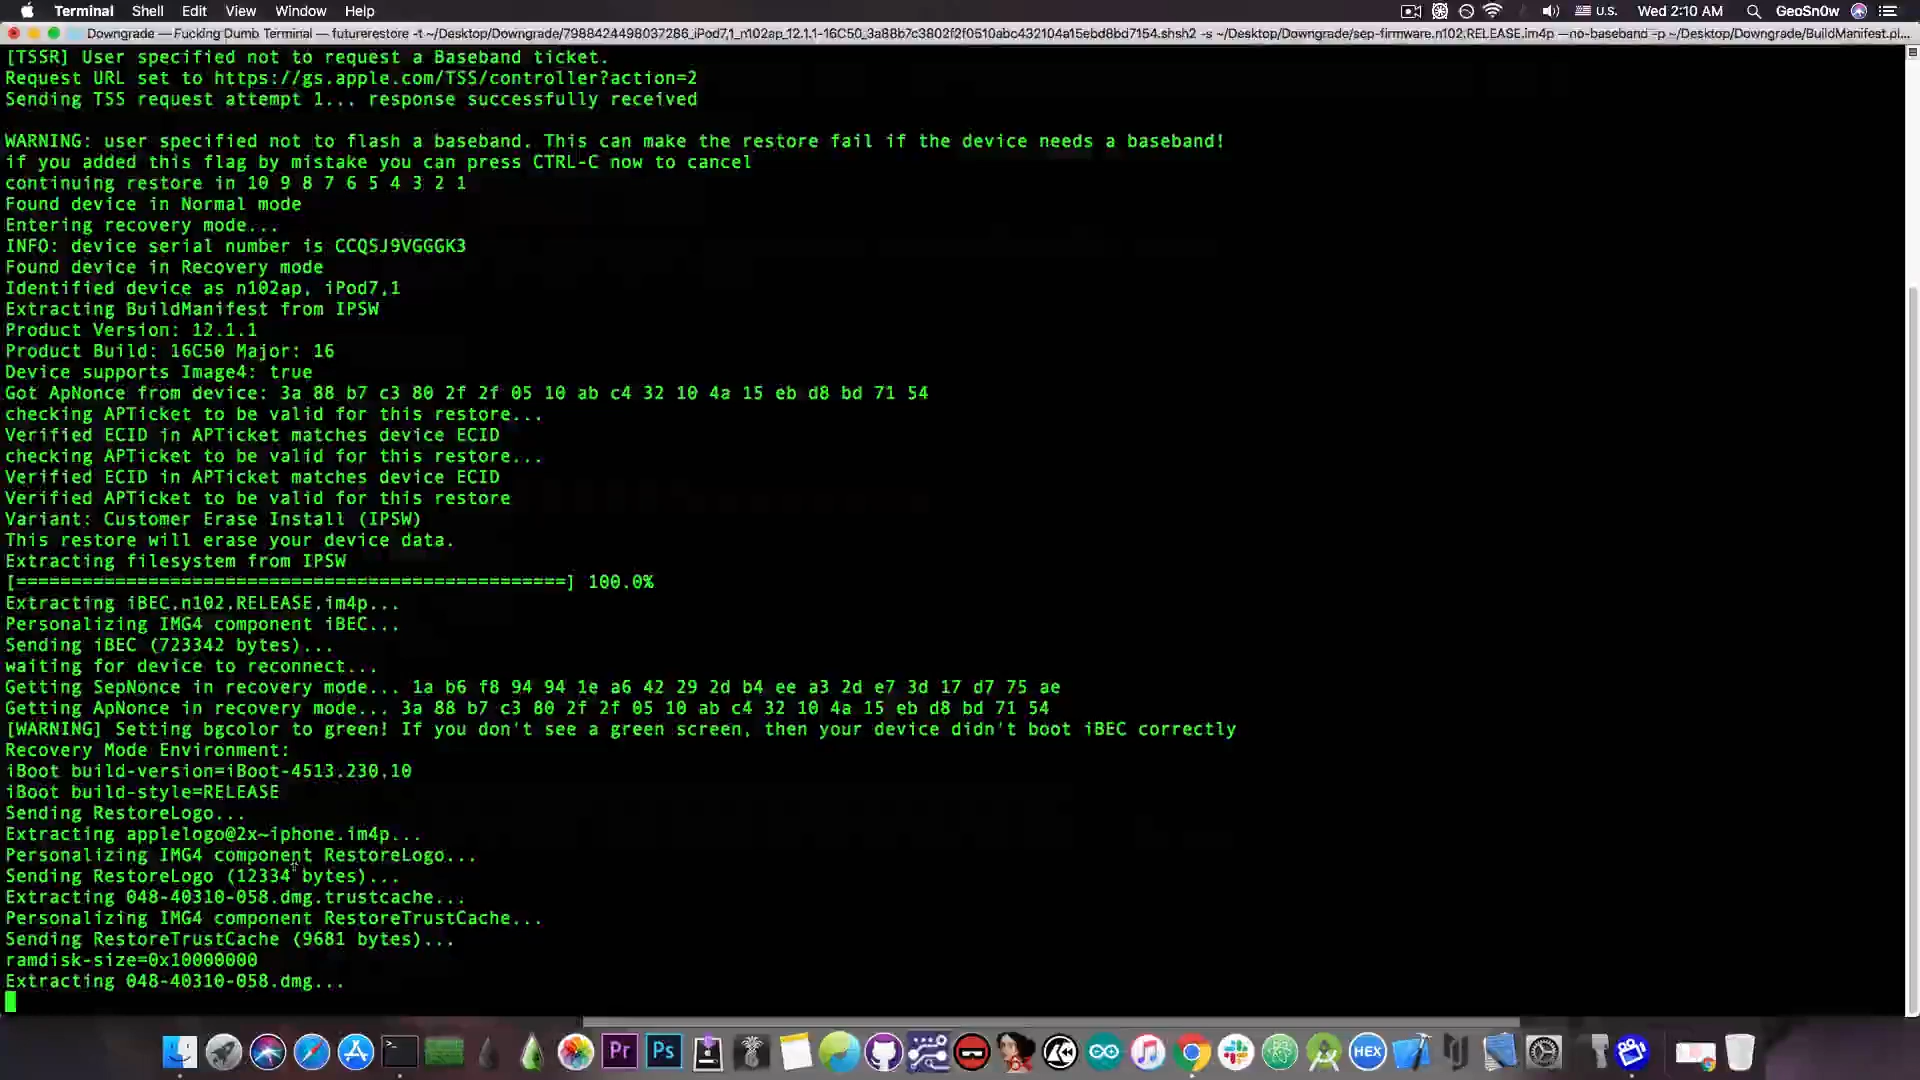 Terminal Shell Edit View Window Help U.S. Wed 2:10 AM GeoSn0w
Downgrade — Fucking Dumb Terminal — futurerestore -t ~/Desktop/Downgrade/7988424498037286_iPod7,1_n102ap_12.1.1-16C50_3a88b7c3802f2f0510abc432104a15ebd8bd7154.shsh2 -s ~/Desktop/Downgrade/sep-firmware.n102.RELEASE.im4p —no-baseband -p ~/Desktop/Downgrade/BuildManifest.pl...
[TSSR] User specified not to request a Baseband ticket.
Request URL set to https://gs.apple.com/TSS/controller?action=2
Sending TSS request attempt 1... response successfully received
WARNING: user specified not to flash a baseband. This can make the restore fail if the device needs a baseband!
if you added this flag by mistake you can press CTRL-C now to cancel
continuing restore in 10 9 8 7 6 5 4 3 2 1
Found device in Normal mode
Entering recovery mode...
INFO: device serial number is CCQSJ9VGGGK3
Found device in Recovery mode
Identified device as n102ap, iPod7,1
Extracting BuildManifest from IPSW
Product Version: 12.1.1
Product Build: 16C50 Major: 16
Device supports Image4: true
Got ApNonce from device: 3a 88 b7 c3 80 2f 2f 05 10 ab c4 32 10 4a 15 eb d8 bd 71 54
checking APTicket to be valid for this restore...
Verified ECID in APTicket matches device ECID
checking APTicket to be valid for this restore...
Verified ECID in APTicket matches device ECID
Verified APTicket to be valid for this restore
Variant: Customer Erase Install (IPSW)
This restore will erase your device data.
Extracting filesystem from IPSW
[==================================================] 100.0%
Extracting iBEC.n102.RELEASE.im4p...
Personalizing IMG4 component iBEC...
Sending iBEC (723342 bytes)...
waiting for device to reconnect...
Getting SepNonce in recovery mode... 1a b6 f8 94 94 1e a6 42 29 2d b4 ee a3 2d e7 3d 17 d7 75 ae
Getting ApNonce in recovery mode... 3a 88 b7 c3 80 2f 2f 05 10 ab c4 32 10 4a 15 eb d8 bd 71 54
[WARNING] Setting bgcolor to green! If you don't see a green screen, then your device didn't boot iBEC correctly
Recovery Mode Environment:
iBoot build-version=iBoot-4513.230.10
iBoot build-style=RELEASE
Sending RestoreLogo...
Extracting applelogo@2x~iphone.im4p...
Personalizing IMG4 component RestoreLogo...
Sending RestoreLogo (12334 bytes)...
Extracting 048-40310-058.dmg.trustcache...
Personalizing IMG4 component RestoreTrustCache...
Sending RestoreTrustCache (9681 bytes)...
ramdisk-size=0x10000000
Extracting 048-40310-058.dmg...
Pr Ps HEX